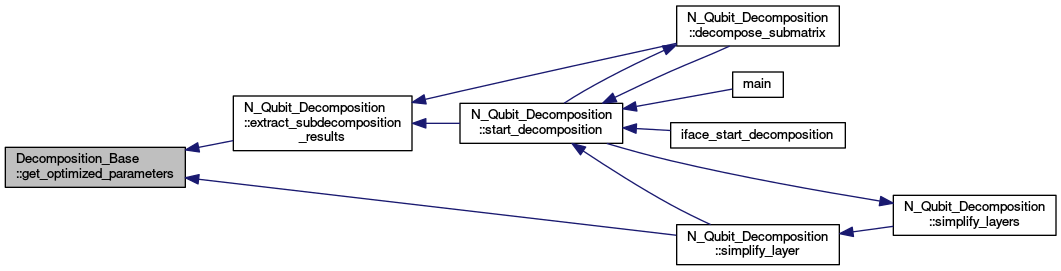 N_Qubit_Decomposition
::decompose_submatrix
main
N_Qubit_Decomposition
::extract_subdecomposition
_results
N_Qubit_Decomposition
::start_decomposition
iface_start_decomposition
Decomposition_Base
::get_optimized_parameters
N_Qubit_Decomposition
::simplify_layers
N_Qubit_Decomposition
::simplify_layer